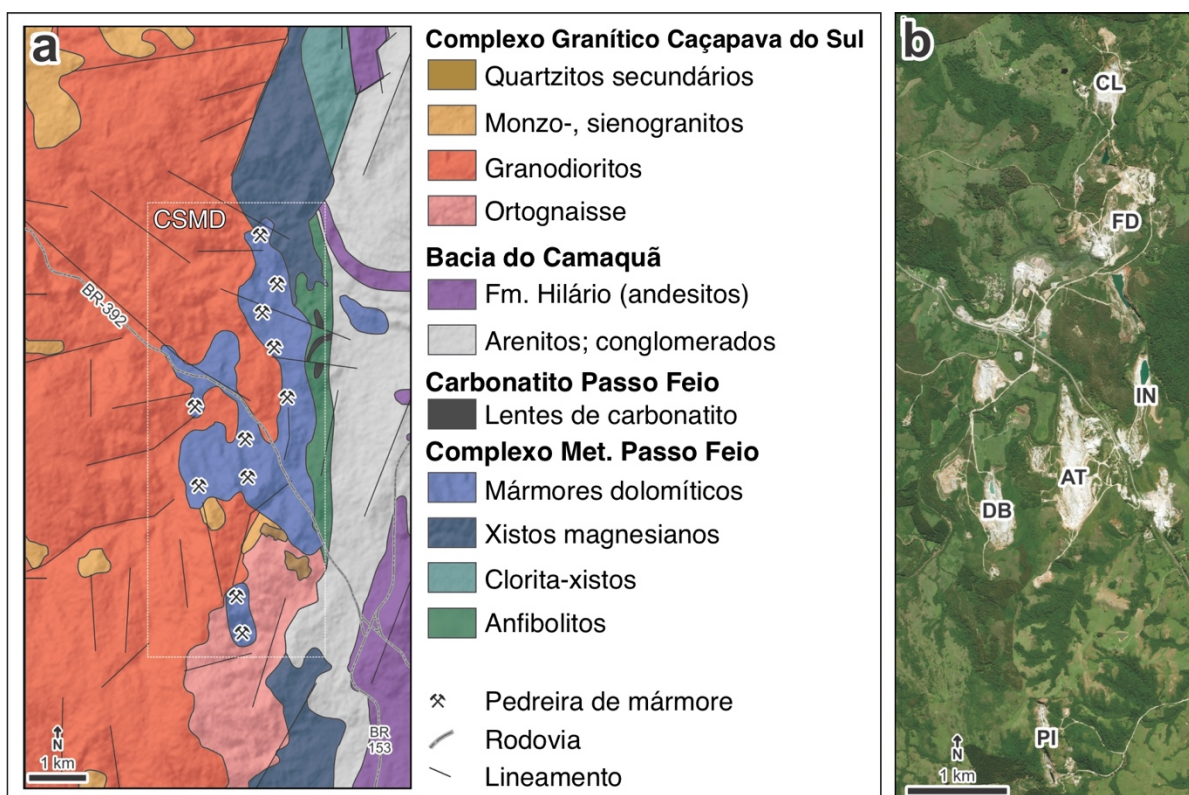 a
CSMD
BR-392
BR
153
N
1 km
Complexo Granítico Caçapava do Sul
Quartzitos secundários
Monzo-, sienogranitos
Granodioritos
Ortognaisse
Bacia do Camaquã
Fm. Hilário (andesitos)
Arenitos; conglomerados
Carbonatito Passo Feio
Lentes de carbonatito
Complexo Met. Passo Feio
Mármores dolomíticos
Xistos magnesianos
Clorita-xistos
Anfibolitos
Pedreira de mármore
Rodovia
Lineamento
b
CL
FD
IN
AT
DB
PI
N
1 km